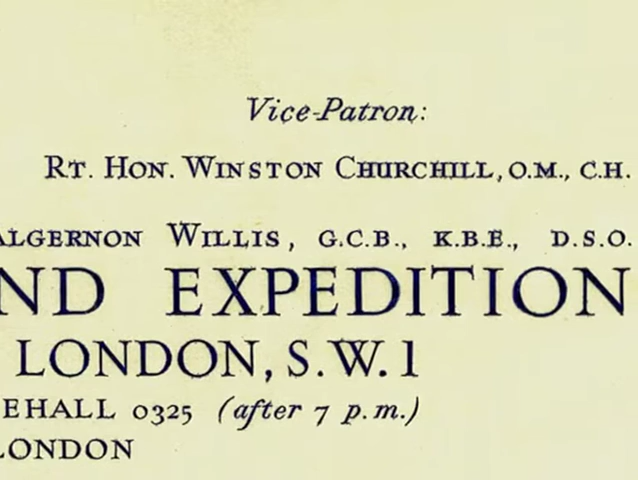 Vice-Patron:
Rt. Hon. Winston Churchill, O.M., C.H.
ALGERNON WILLIS, G.C.B., K.B.E., D.S.O.
ND EXPEDITION
LONDON, S.W.1
EHALL 0325 (after 7 p.m.)
LONDON